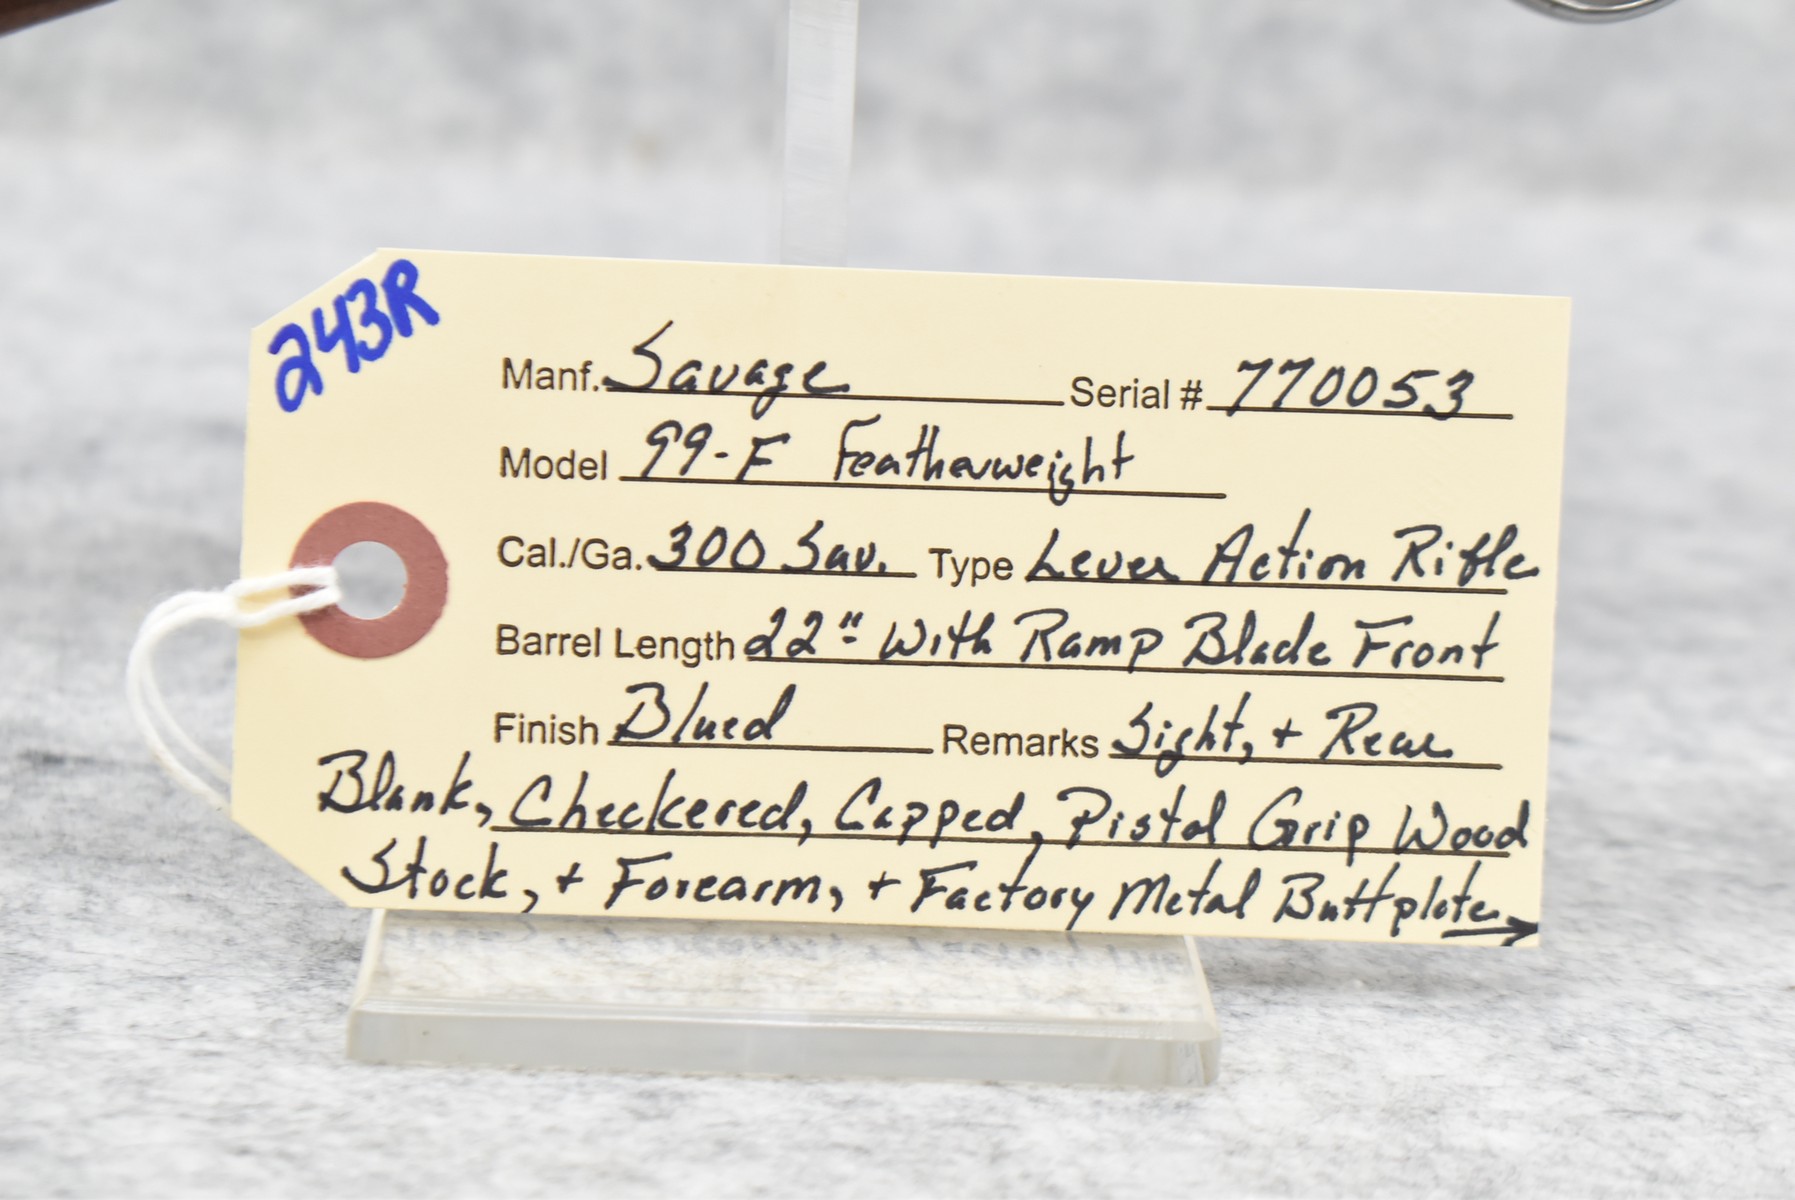 243R
Manf. Savage Serial # 770053
Model 99-F Featherweight
Cal./Ga. 300 Sav. Type Lever Action Rifle
Barrel Length 22" With Ramp Blade Front
Finish Blued Remarks Sight, + Rear
Blank, Checkered, Capped, Pistol Grip Wood
Stock, + Forearm, + Factory Metal Buttplate →